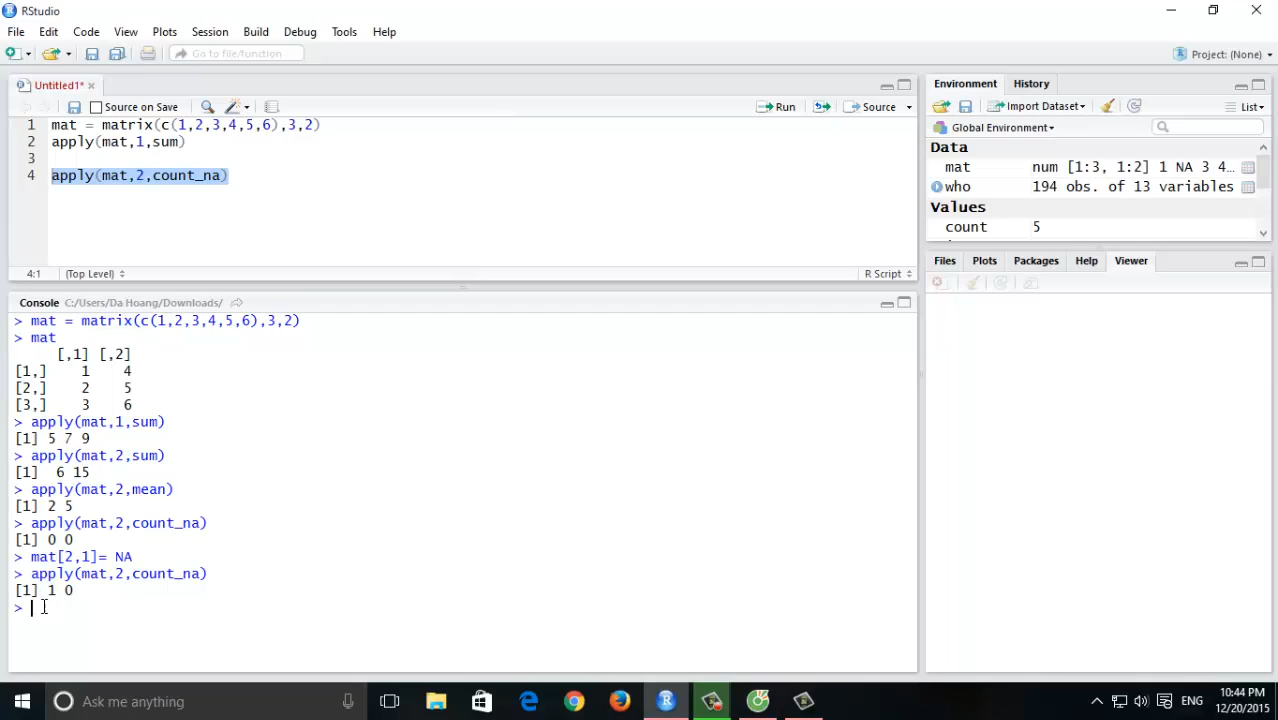 RStudio
File Edit Code View Plots Session Build Debug Tools Help
Go to file/function
Project: (None)
Untitled1*
Source on Save
Run
Source
1 mat = matrix(c(1,2,3,4,5,6),3,2)
2 apply(mat,1,sum)
3
4 apply(mat,2,count_na)
4:1 (Top Level) R Script
Console C:/Users/Da Hoang/Downloads/
> mat = matrix(c(1,2,3,4,5,6),3,2)
> mat
[,1] [,2]
[1,] 1 4
[2,] 2 5
[3,] 3 6
> apply(mat,1,sum)
[1] 5 7 9
> apply(mat,2,sum)
[1] 6 15
> apply(mat,2,mean)
[1] 2 5
> apply(mat,2,count_na)
[1] 0 0
> mat[2,1]= NA
> apply(mat,2,count_na)
[1] 1 0
>
Environment History
Import Dataset
List
Global Environment
Data
mat num [1:3, 1:2] 1 NA 3 4...
who 194 obs. of 13 variables
Values
count 5
Files Plots Packages Help Viewer
Ask me anything
ENG
10:44 PM
12/20/2015